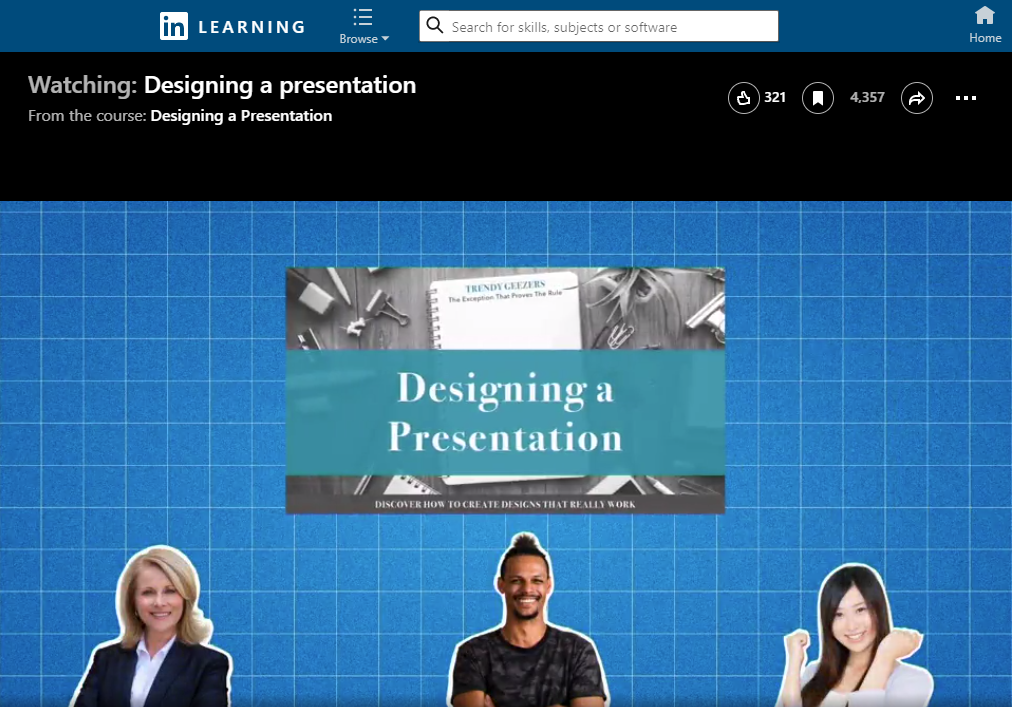 in LEARNING
Browse
Search for skills, subjects or software
Home
Watching: Designing a presentation
From the course: Designing a Presentation
321
4,357
TRENDY GEEZERS
The Exception That Proves The Rule
Designing a
Presentation
DISCOVER HOW TO CREATE DESIGNS THAT REALLY WORK